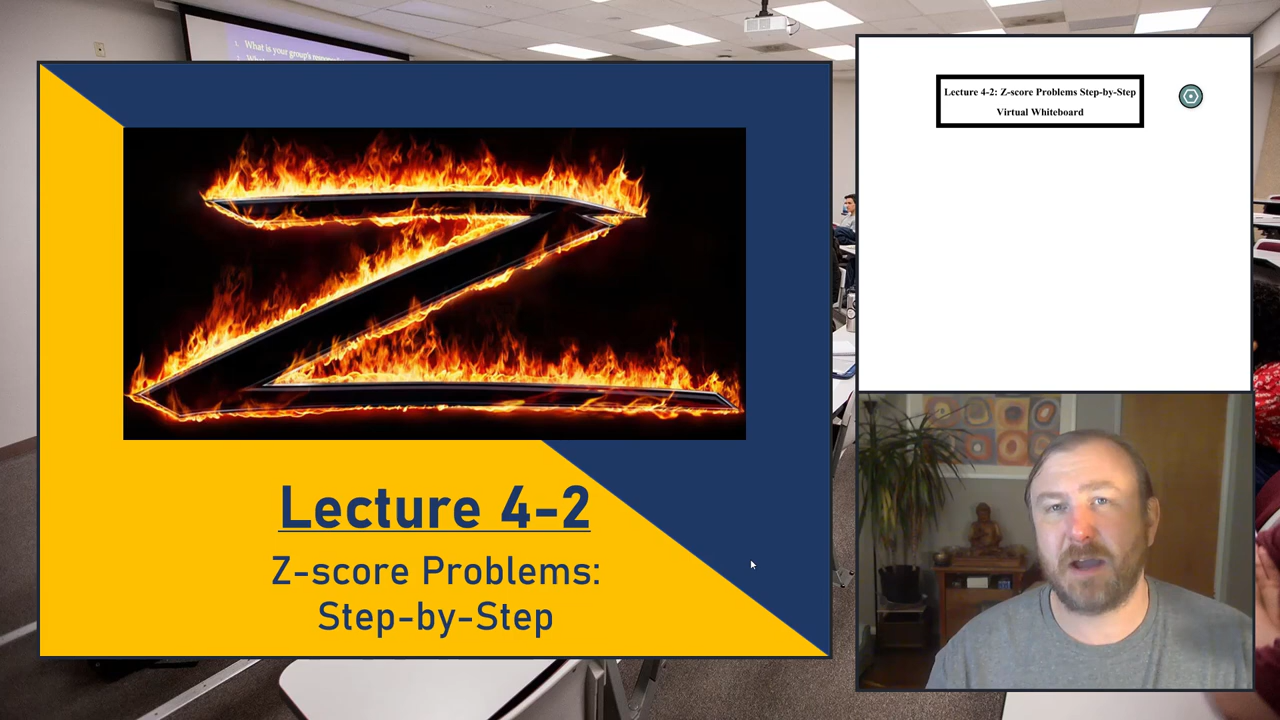 1. What is your group's
Lecture 4-2: Z-score Problems Step-by-Step
Virtual Whiteboard
Z
Lecture 4-2
Z-score Problems:
Step-by-Step